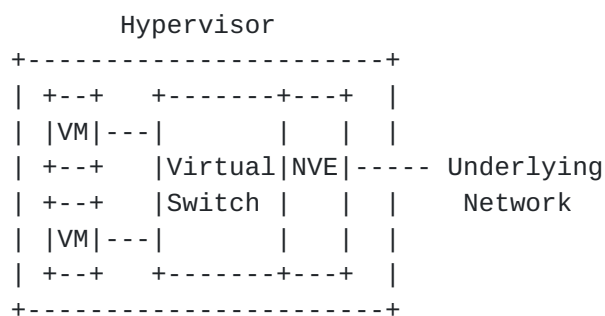 Hypervisor
+-----------------------+
| +--+   +-------+---+  |
| |VM|---|       |   |  |
| +--+   |Virtual|NVE|----- Underlying
| +--+   |Switch |   |  |    Network
| |VM|---|       |   |  |
| +--+   +-------+---+  |
+-----------------------+